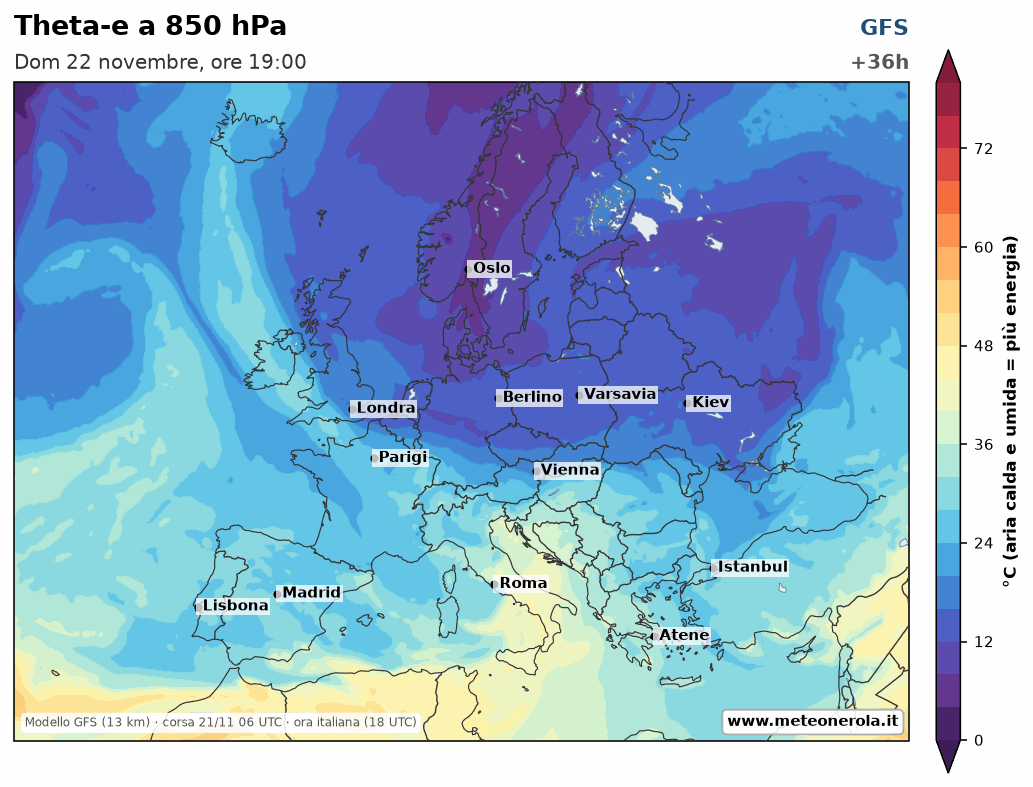 Theta-e a 850 hPa
GFS
Dom 22 novembre, ore 19:00
+36h
72
60
48
36
24
12
0
°C (aria calda e umida = più energia)
Oslo
Berlino
Varsavia
Kiev
Londra
Parigi
Vienna
Istanbul
Roma
Madrid
Lisbona
Atene
Modello GFS (13 km) · corsa 21/11 06 UTC · ora italiana (18 UTC)
www.meteonerola.it